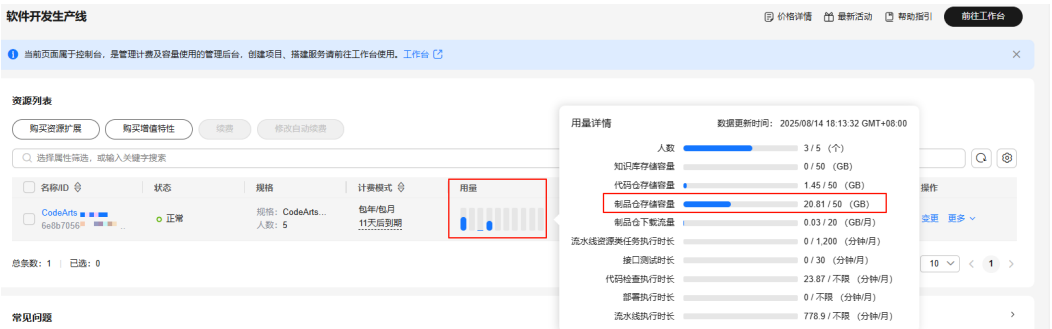 软件开发生产线
价格详情 最新活动 帮助指引 前往工作台
当前页面属于控制台，是管理计费及容量使用的管理后台，创建项目、搭建服务请前往工作台使用。工作台
资源列表
购买资源扩展 购买增值特性 续费 修改自动续费
选择属性筛选，或输入关键字搜索
名称/ID 状态 规格 计费模式 用量 操作
CodeArts
6e8b7056
...
正常
规格：CodeArts...
人数：5
包年/包月
11天后到期
变更 更多
总条数：1 已选：0
10 1
常见问题
用量详情 数据更新时间： 2025/08/14 18:13:32 GMT+08:00
人数 3 / 5 （个）
知识库存储容量 0 / 50 （GB）
代码仓存储容量 1.45 / 50 （GB）
制品仓存储容量 20.81 / 50 （GB）
制品仓下载流量 0.03 / 20 （GB/月）
流水线资源类任务执行时长 0 / 1,200 （分钟/月）
接口测试时长 0 / 30 （分钟/月）
代码检查执行时长 23.87 / 不限 （分钟/月）
部署执行时长 0 / 不限 （分钟/月）
流水线执行时长 778.9 / 不限 （分钟/月）